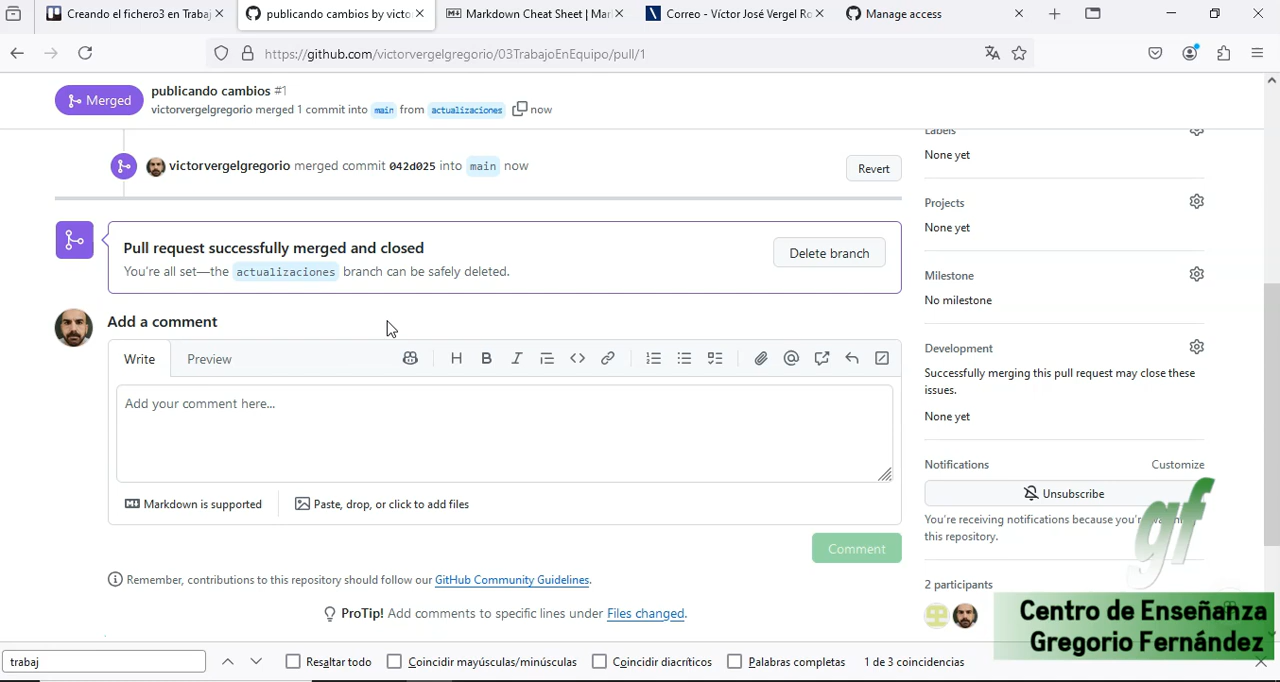 Creando el fichero3 en Trabaj
publicando cambios by victo
Markdown Cheat Sheet | Mar
Correo - Víctor José Vergel Ro
Manage access
https://github.com/victorvergelgregorio/03TrabajoEnEquipo/pull/1
Merged
publicando cambios #1
victorvergelgregorio merged 1 commit into main from actualizaciones now
victorvergelgregorio merged commit 042d025 into main now
Revert
Pull request successfully merged and closed
You're all set—the actualizaciones branch can be safely deleted.
Delete branch
Add a comment
Write Preview
Add your comment here...
Markdown is supported
Paste, drop, or click to add files
Comment
Remember, contributions to this repository should follow our GitHub Community Guidelines.
ProTip! Add comments to specific lines under Files changed.
Labels
None yet
Projects
None yet
Milestone
No milestone
Development
Successfully merging this pull request may close these
issues.
None yet
Notifications Customize
Unsubscribe
You're receiving notifications because
this repository.
2 participants
gf
Centro de Enseñanza
Gregorio Fernández
trabaj
Resaltar todo
Coincidir mayúsculas/minúsculas
Coincidir diacríticos
Palabras completas
1 de 3 coincidencias